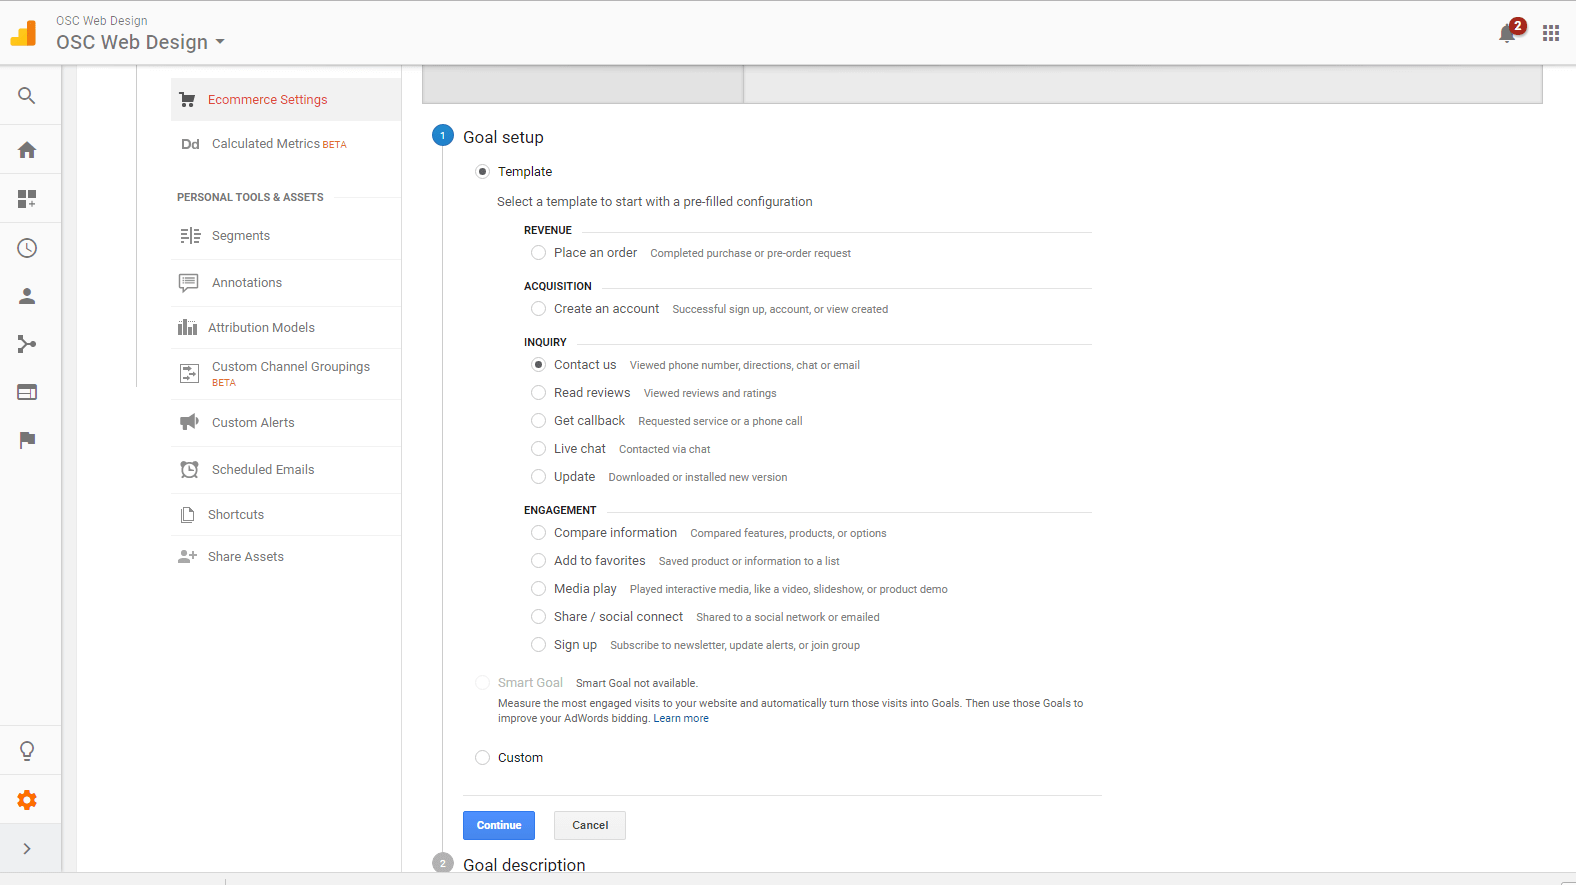 OSC Web Design
OSC Web Design
2
Ecommerce Settings
Dd Calculated Metrics BETA
PERSONAL TOOLS & ASSETS
Segments
Annotations
Attribution Models
Custom Channel Groupings
BETA
Custom Alerts
Scheduled Emails
Shortcuts
Share Assets
1 Goal setup
Template
Select a template to start with a pre-filled configuration
REVENUE
Place an order Completed purchase or pre-order request
ACQUISITION
Create an account Successful sign up, account, or view created
INQUIRY
Contact us Viewed phone number, directions, chat or email
Read reviews Viewed reviews and ratings
Get callback Requested service or a phone call
Live chat Contacted via chat
Update Downloaded or installed new version
ENGAGEMENT
Compare information Compared features, products, or options
Add to favorites Saved product or information to a list
Media play Played interactive media, like a video, slideshow, or product demo
Share / social connect Shared to a social network or emailed
Sign up Subscribe to newsletter, update alerts, or join group
Smart Goal Smart Goal not available.
Measure the most engaged visits to your website and automatically turn those visits into Goals. Then use those Goals to
improve your AdWords bidding. Learn more
Custom
Continue Cancel
2 Goal description